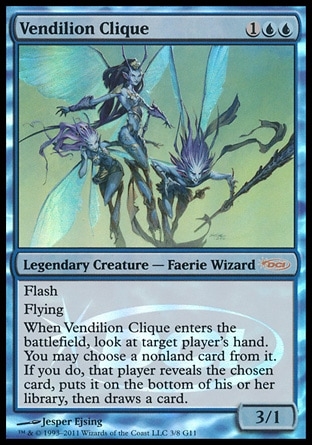 Vendilion Clique 1
Legendary Creature — Faerie Wizard DCI
Flash
Flying
When Vendilion Clique enters the
battlefield, look at target player's hand.
You may choose a nonland card from it.
If you do, that player reveals the chosen
card, puts it on the bottom of his or her
library, then draws a card.
Jesper Ejsing
™ & © 1993–2011 Wizards of the Coast LLC 3/8 G11
3/1